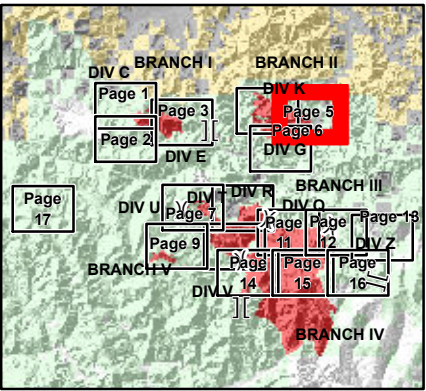 BRANCH I
BRANCH II
DIV C
DIV K
Page 1
Page 3
Page 5
Page 6
Page 2
DIV E
DIV G
BRANCH III
Page
17
DIV U
DIV R
Page 7
DIV O
Page 13
Page
11
Page
12
Page 9
DIV Z
BRANCH V
Page
14
Page
15
Page
16
DIV V
BRANCH IV